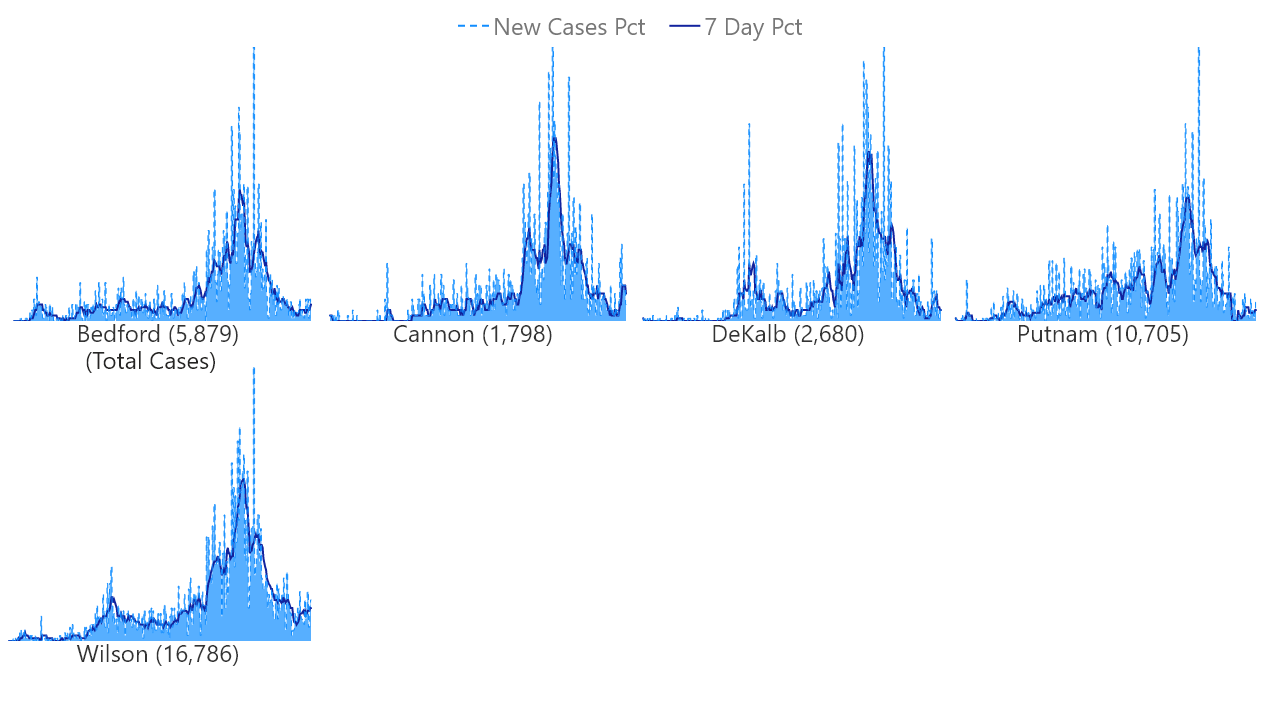 New Cases Pct 7 Day Pct
Bedford (5,879) Cannon (1,798) DeKalb (2,680) Putnam (10,705)
(Total Cases)
Wilson (16,786)